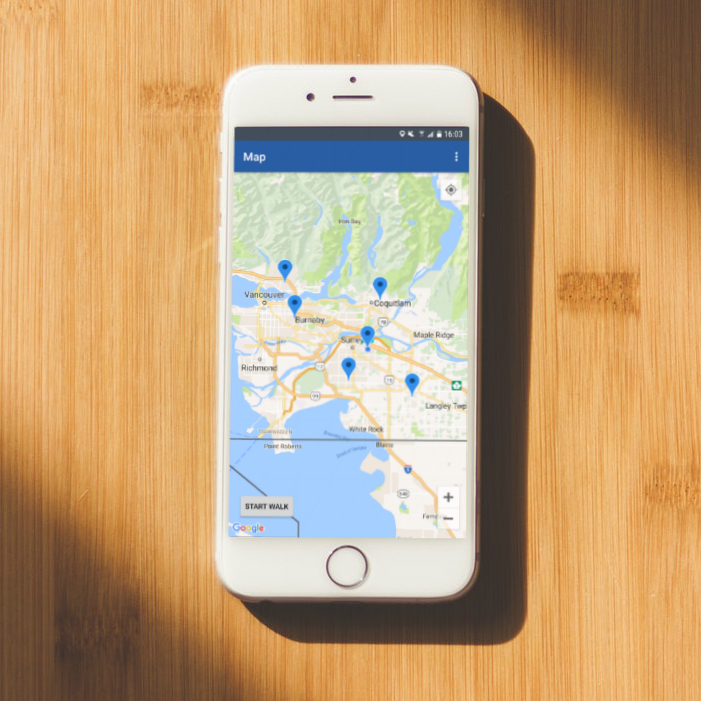 16:03
Map
Vancouver
Coquitlam
Burnaby
Maple Ridge
Surrey
Richmond
Langley Twp
White Rock
Point Roberts
Blaine
START WALK
+
−
Google